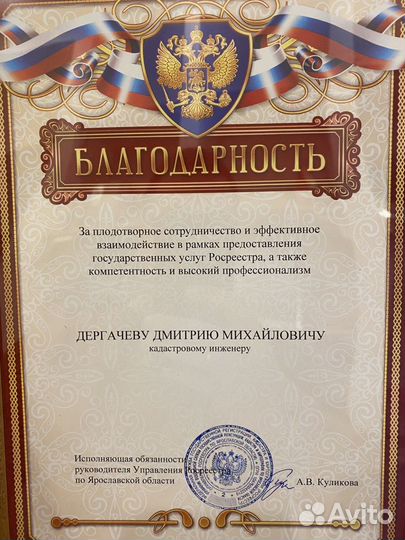 БЛАГОДАРНОСТЬ
За плодотворное сотрудничество и эффективное
взаимодействие в рамках предоставления
государственных услуг Росреестра, а также
компетентность и высокий профессионализм
ДЕРГАЧЕВУ ДМИТРИЮ МИХАЙЛОВИЧУ
кадастровому инженеру
Исполняющая обязанности
руководителя Управления Росреестра
по Ярославской области
А.В. Куликова
Avito